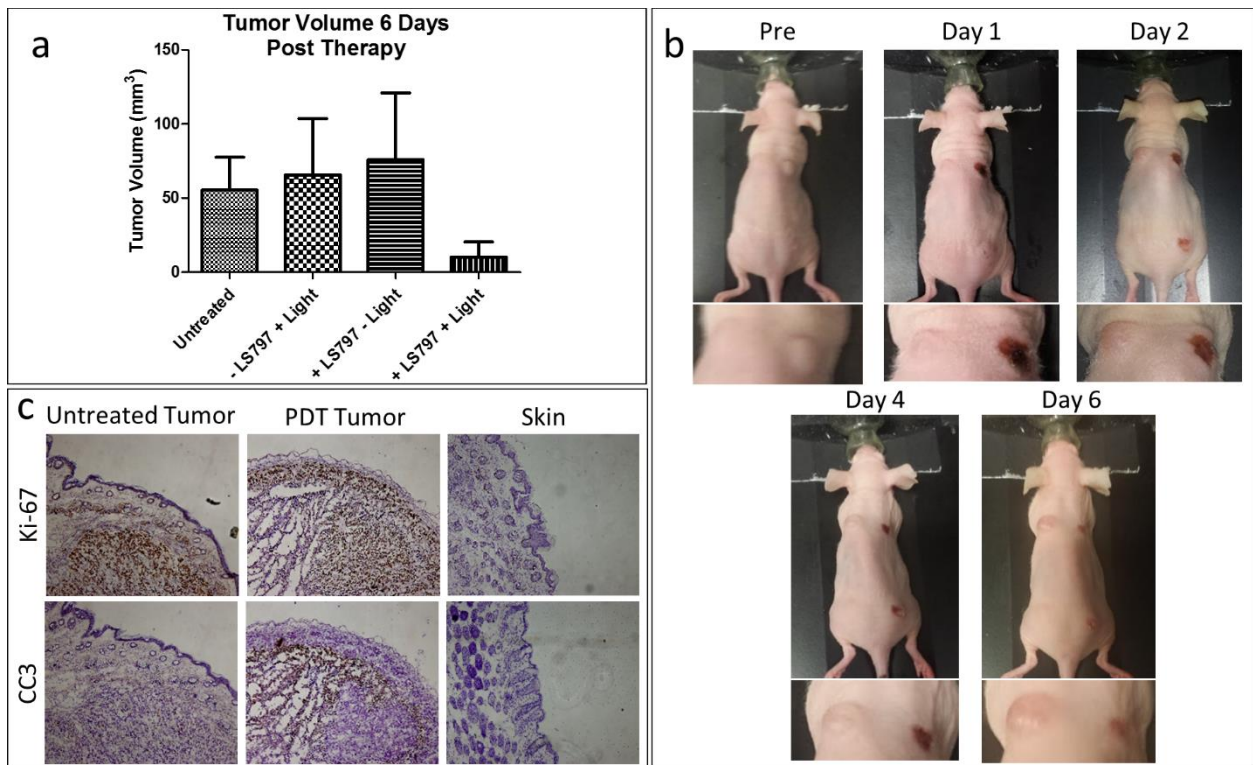 a
Tumor Volume 6 Days
Post Therapy
Tumor Volume (mm³)
150
100
50
0
Untreated
- LS797 + Light
+ LS797 - Light
+ LS797 + Light
b
Pre
Day 1
Day 2
Day 4
Day 6
c
Untreated Tumor
PDT Tumor
Skin
Ki-67
CC3